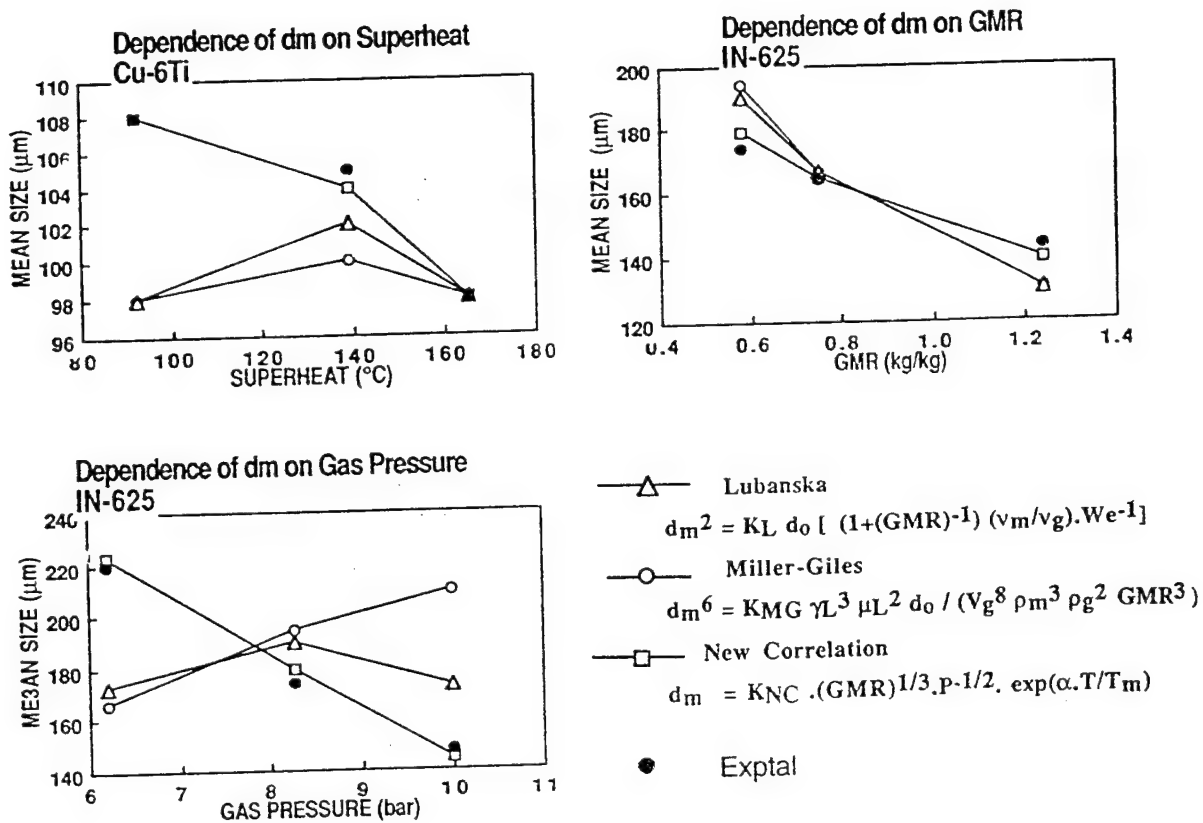 Dependence of dm on Superheat
Cu-6Ti
110
108
106
104
102
100
98
96
MEAN SIZE (µm)
80
100
120
140
160
180
SUPERHEAT (°C)
Dependence of dm on GMR
IN-625
200
180
160
140
120
MEAN SIZE (µm)
0.4
0.6
0.8
1.0
1.2
1.4
GMR (kg/kg)
Dependence of dm on Gas Pressure
IN-625
240
220
200
180
160
140
ME3AN SIZE (µm)
6
7
8
9
10
11
GAS PRESSURE (bar)
Lubanska
dm² = KL do [ (1+(GMR)⁻¹) (νm/νg).We⁻¹]
Miller-Giles
dm⁶ = KMG γL³ µL² do / (Vg⁸ ρm³ ρg² GMR³)
New Correlation
dm = KNC .(GMR)¹/³.P⁻¹/². exp(α.T/Tm)
Exptal